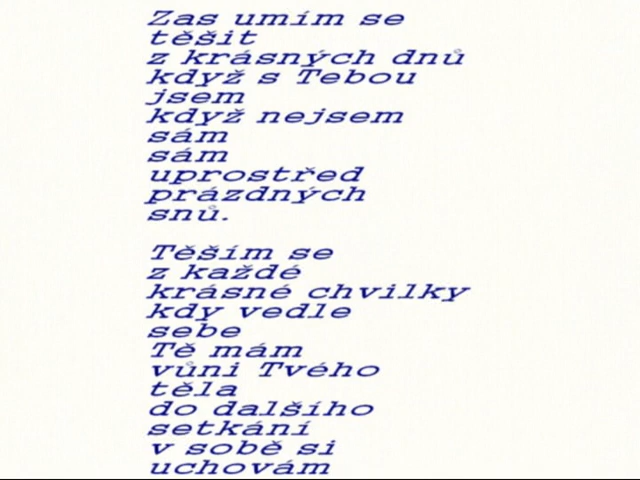 Zas umím se
těšit
z krásných dnů
když s Tebou
jsem
když nejsem
sám
sám
uprostřed
prázdných
snů.

Těším se
z každé
krásné chvilky
kdy vedle
sebe
Tě mám
vůni Tvého
těla
do dalšího
setkání
v sobě si
uchovám